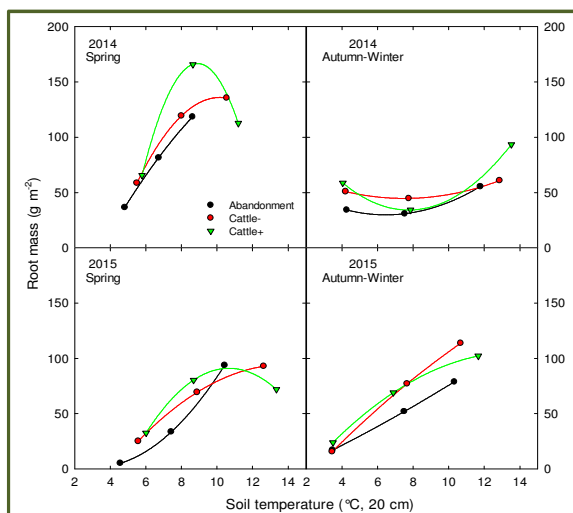 2014
Spring
2014
Autumn-Winter
200
150
100
50
0
Abandonment
Cattle-
Cattle+
200
150
100
50
0
Root mass (g m-2)
2015
Spring
2015
Autumn-Winter
150
100
50
0
150
100
50
0
2 4 6 8 10 12 14
2 4 6 8 10 12 14
Soil temperature (°C, 20 cm)